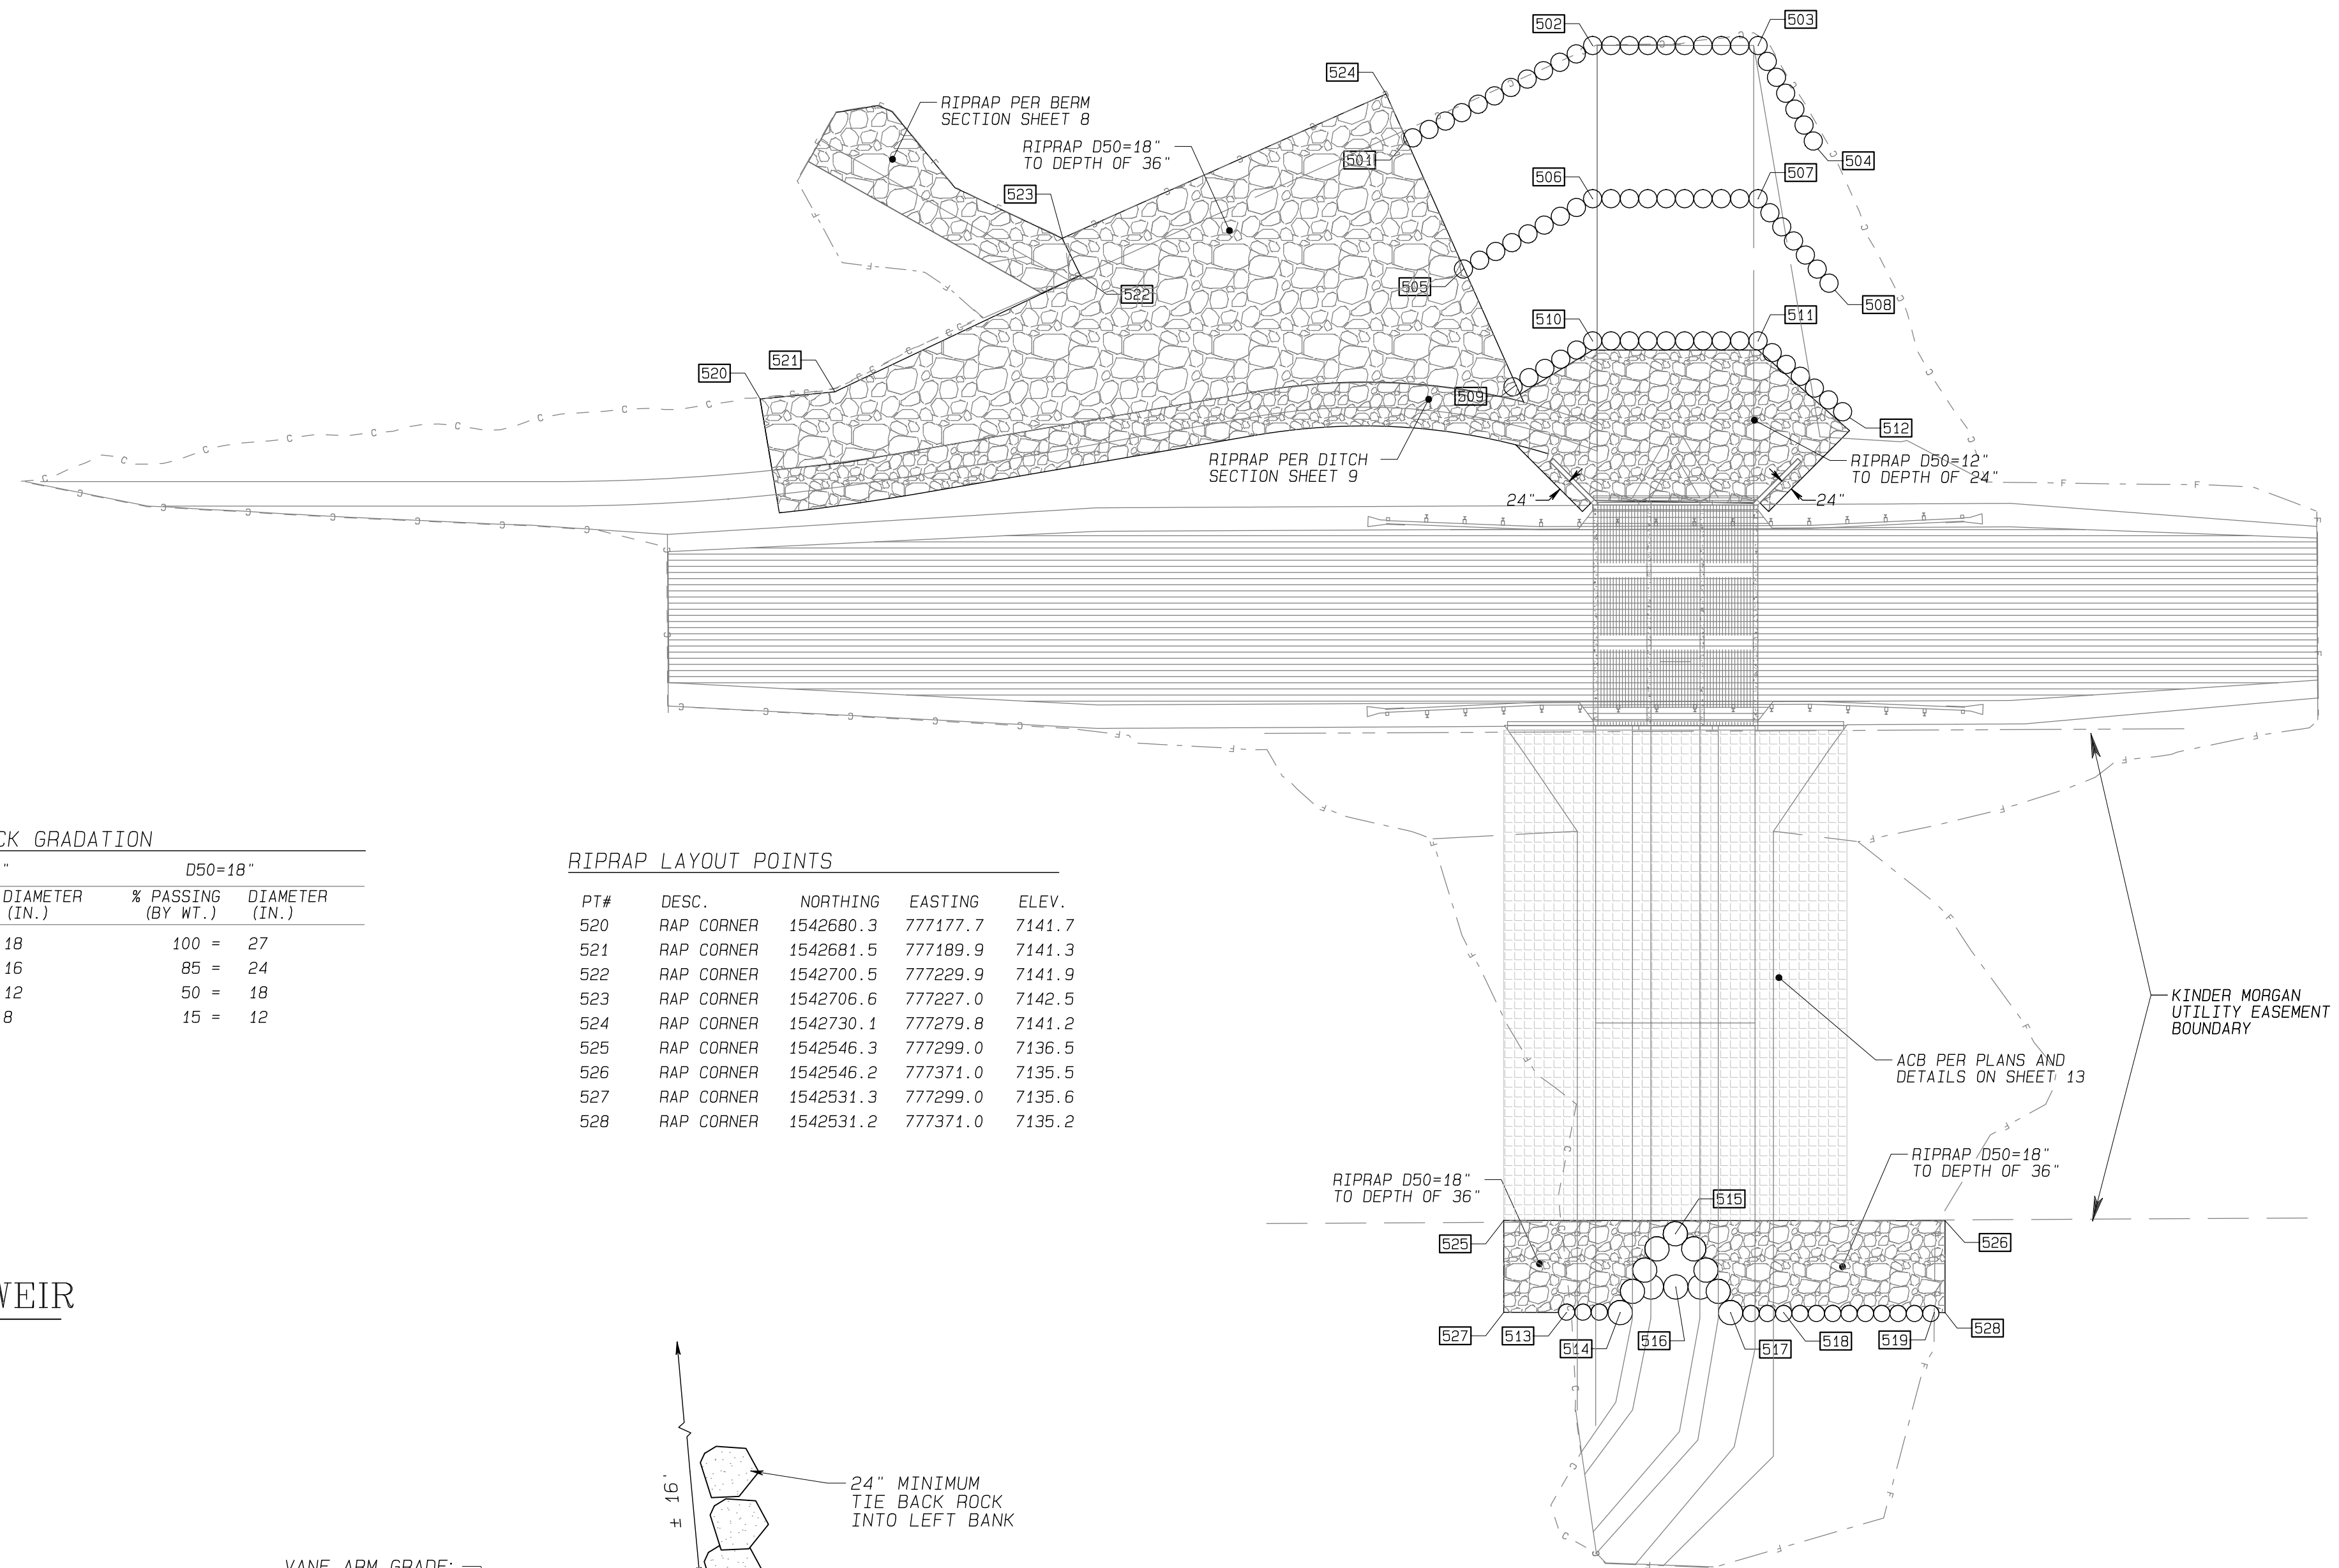 502
503
524
RIPRAP PER BERM
SECTION SHEET 8
RIPRAP D50=18"
TO DEPTH OF 36"
501
504
523
506
507
522
505
508
510
511
521
520
509
512
RIPRAP PER DITCH
SECTION SHEET 9
RIPRAP D50=12"
TO DEPTH OF 24"
24"
24"
CK GRADATION
" D50=18"
DIAMETER % PASSING DIAMETER
(IN.) (BY WT.) (IN.)
18 100 = 27
16 85 = 24
12 50 = 18
8 15 = 12
RIPRAP LAYOUT POINTS
PT# DESC. NORTHING EASTING ELEV.
520 RAP CORNER 1542680.3 777177.7 7141.7
521 RAP CORNER 1542681.5 777189.9 7141.3
522 RAP CORNER 1542700.5 777229.9 7141.9
523 RAP CORNER 1542706.6 777227.0 7142.5
524 RAP CORNER 1542730.1 777279.8 7141.2
525 RAP CORNER 1542546.3 777299.0 7136.5
526 RAP CORNER 1542546.2 777371.0 7135.5
527 RAP CORNER 1542531.3 777299.0 7135.6
528 RAP CORNER 1542531.2 777371.0 7135.2
KINDER MORGAN
UTILITY EASEMENT
BOUNDARY
ACB PER PLANS AND
DETAILS ON SHEET 13
RIPRAP D50=18"
TO DEPTH OF 36"
RIPRAP D50=18"
TO DEPTH OF 36"
515
525
526
527
513
514
516
517
518
519
528
WEIR
± 16'
24" MINIMUM
TIE BACK ROCK
INTO LEFT BANK
VANE ARM GRADE: